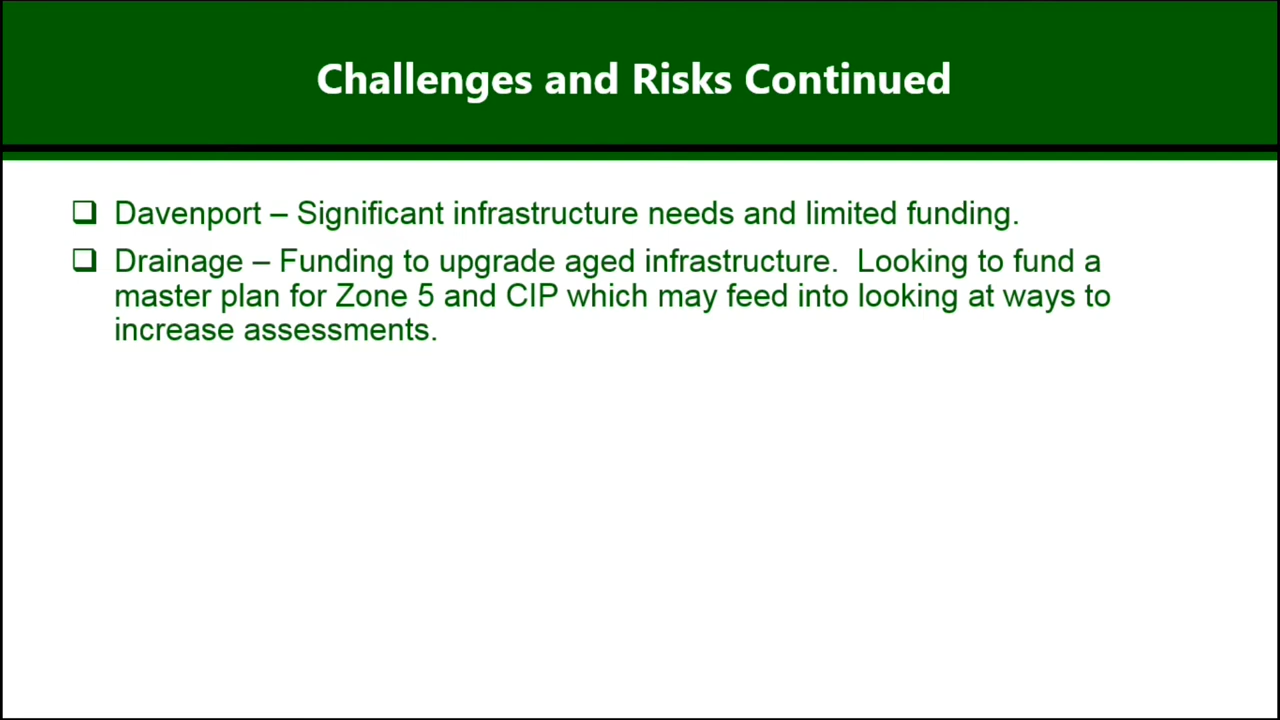 Challenges and Risks Continued
❑ Davenport – Significant infrastructure needs and limited funding.
❑ Drainage – Funding to upgrade aged infrastructure.  Looking to fund a
master plan for Zone 5 and CIP which may feed into looking at ways to
increase assessments.